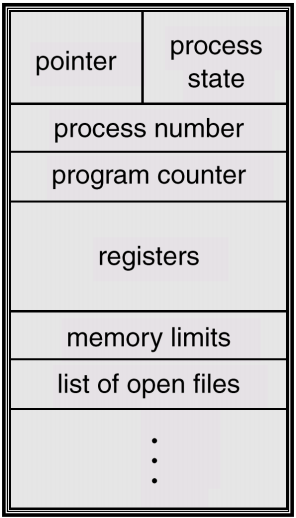 pointer
process
state
process number
program counter
registers
memory limits
list of open files